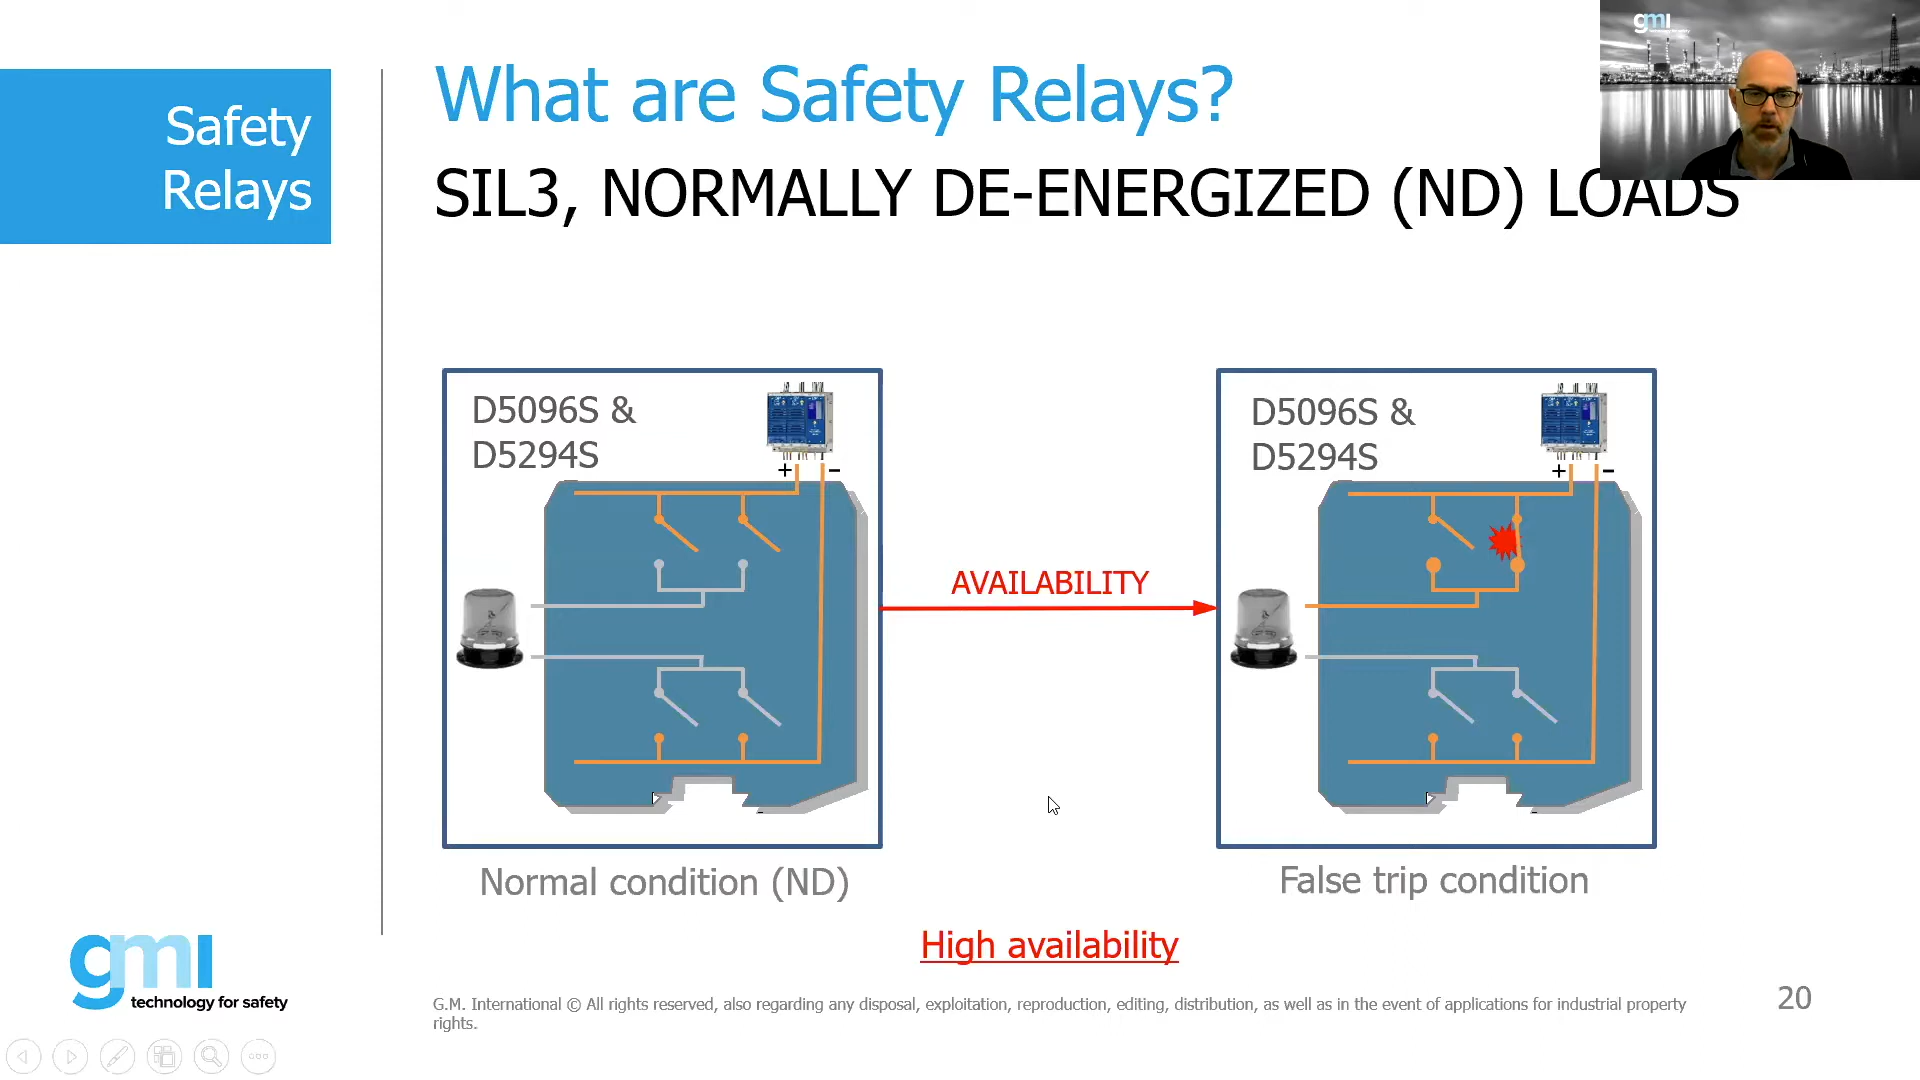 Safety
Relays
What are Safety Relays?
SIL3, NORMALLY DE-ENERGIZED (ND) LOADS
gmi
D5096S &
D5294S
+
–
AVAILABILITY
D5096S &
D5294S
+
–
Normal condition (ND)
False trip condition
High availability
gmi
technology for safety
G.M. International © All rights reserved, also regarding any disposal, exploitation, reproduction, editing, distribution, as well as in the event of applications for industrial property
rights.
20